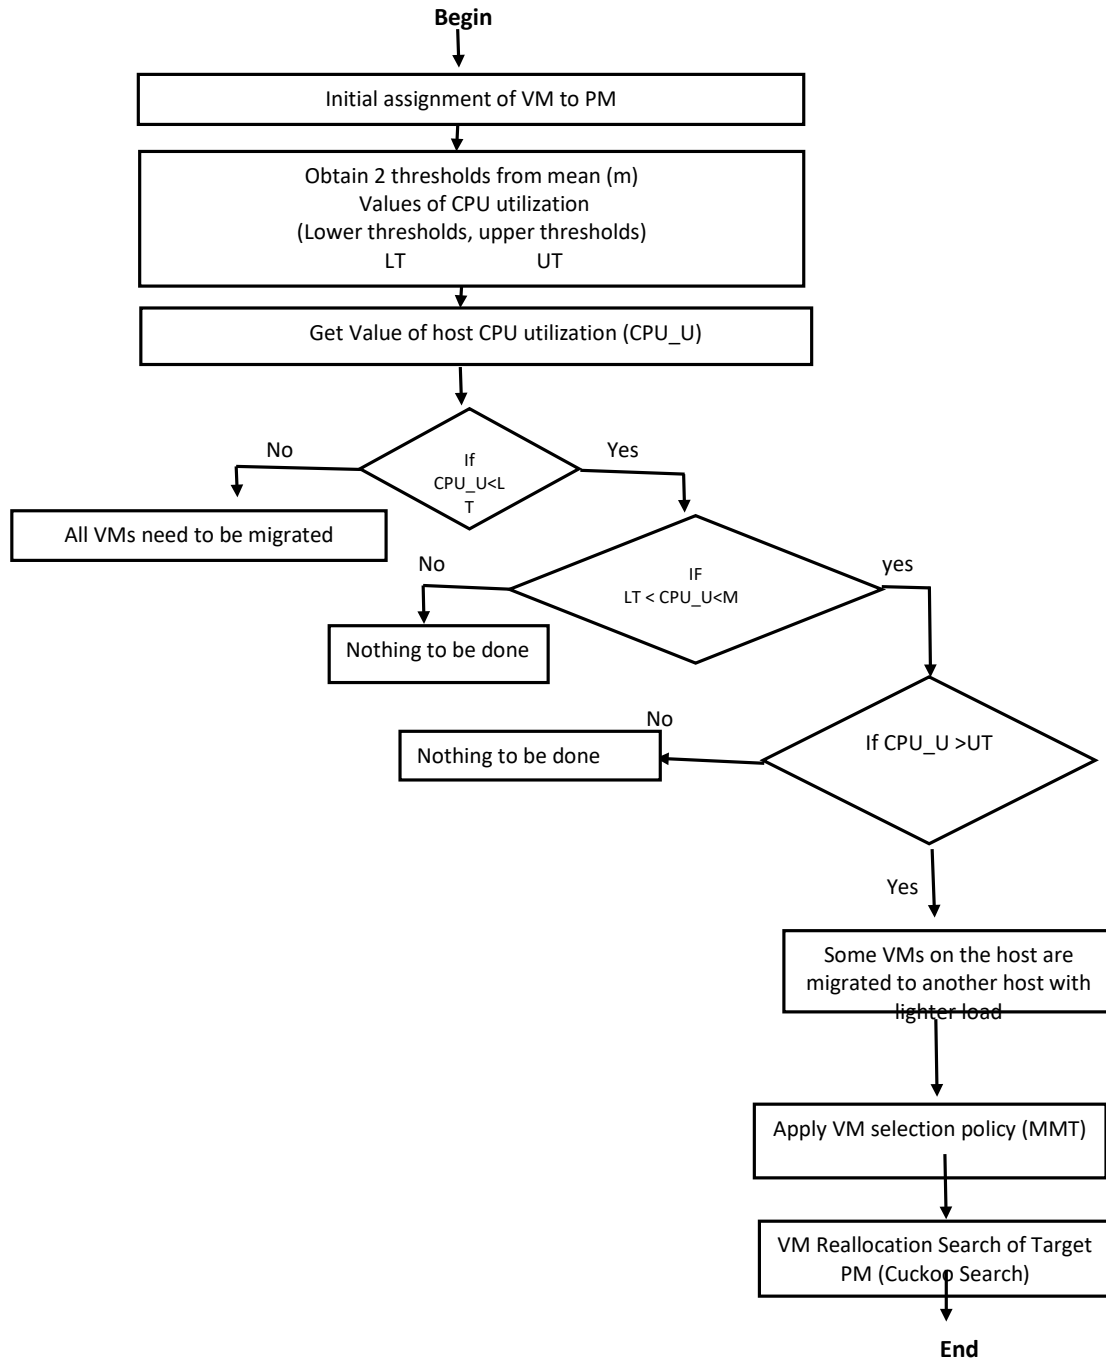 Begin
Initial assignment of VM to PM
Obtain 2 thresholds from mean (m)
Values of CPU utilization
(Lower thresholds, upper thresholds)
LT UT
Get Value of host CPU utilization (CPU_U)
No
Yes
If
CPU_U<L
T
All VMs need to be migrated
No
yes
IF
LT < CPU_U<M
Nothing to be done
No
If CPU_U >UT
Nothing to be done
Yes
Some VMs on the host are
migrated to another host with
lighter load
Apply VM selection policy (MMT)
VM Reallocation Search of Target
PM (Cuckoo Search)
End